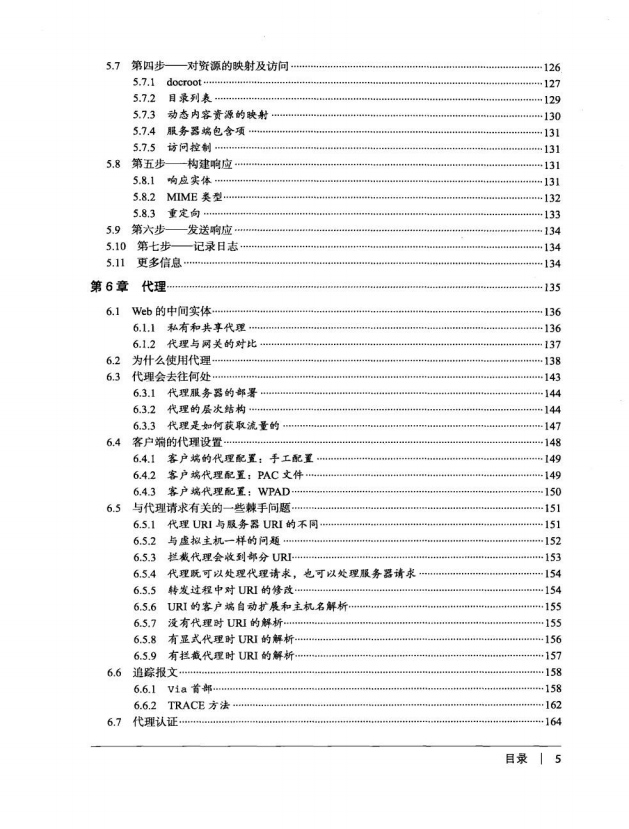 5.7 第四步——对资源的映射及访问 126
5.7.1 docroot 127
5.7.2 目录列表 129
5.7.3 动态内容资源的映射 130
5.7.4 服务器端包含项 131
5.7.5 访问控制 131
5.8 第五步——构建响应 131
5.8.1 响应实体 131
5.8.2 MIME 类型 132
5.8.3 重定向 133
5.9 第六步——发送响应 134
5.10 第七步——记录日志 134
5.11 更多信息 134
第 6 章 代理 135
6.1 Web 的中间实体 136
6.1.1 私有和共享代理 136
6.1.2 代理与网关的对比 137
6.2 为什么使用代理 138
6.3 代理会去往何处 143
6.3.1 代理服务器的部署 144
6.3.2 代理的层次结构 144
6.3.3 代理是如何获取流量的 147
6.4 客户端的代理设置 148
6.4.1 客户端的代理配置：手工配置 149
6.4.2 客户端代理配置：PAC 文件 149
6.4.3 客户端代理配置：WPAD 150
6.5 与代理请求有关的一些棘手问题 151
6.5.1 代理 URI 与服务器 URI 的不同 151
6.5.2 与虚拟主机一样的问题 152
6.5.3 拦截代理会收到部分 URI 153
6.5.4 代理既可以处理代理请求，也可以处理服务器请求 154
6.5.5 转发过程中对 URI 的修改 154
6.5.6 URI 的客户端自动扩展和主机名解析 155
6.5.7 没有代理时 URI 的解析 155
6.5.8 有显式代理时 URI 的解析 156
6.5.9 有拦截代理时 URI 的解析 157
6.6 追踪报文 158
6.6.1 Via 首部 158
6.6.2 TRACE 方法 162
6.7 代理认证 164
目录 | 5